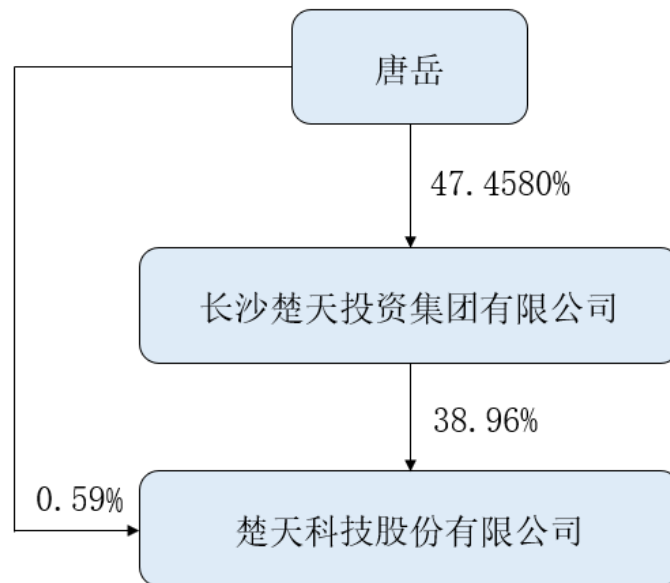 唐岳
47.4580%
长沙楚天投资集团有限公司
38.96%
0.59%
楚天科技股份有限公司